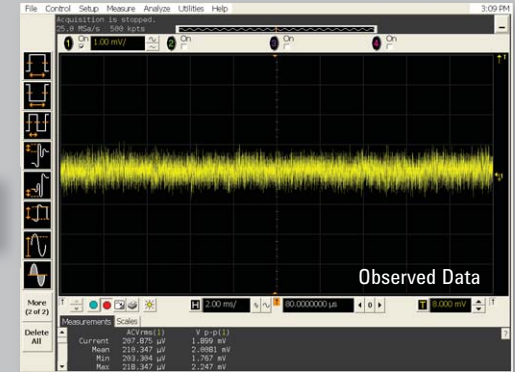 File Control Setup Measure Analyze Utilities Help 3:09 PM
Acquisition is stopped.
25.0 MSa/s 500 kpts
1 On 1.00 mV/ 2 On 3 On 4 On
Observed Data
More
(2 of 2)
Delete
All
H 2.00 ms/ 80.0000000 µs 0 T 8.000 mV
Measurements Scales
ACVrms(1) V p-p(1)
Current 207.875 µV 1.899 mV
Mean 210.347 µV 2.0081 mV
Min 203.304 µV 1.767 mV
Max 218.347 µV 2.247 mV